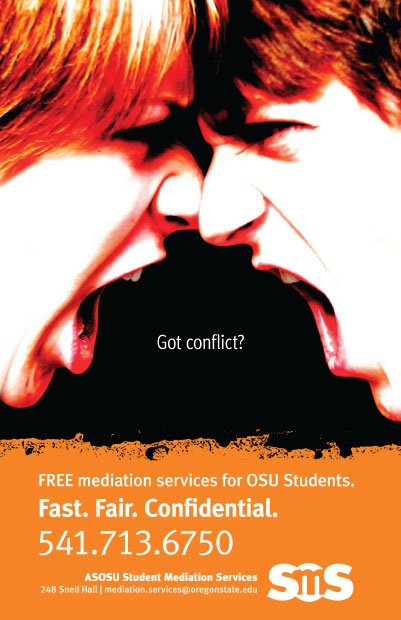 Got conflict?
FREE mediation services for OSU Students.
Fast. Fair. Confidential.
541.713.6750
ASOSU Student Mediation Services
248 Snell Hall | mediation.services@oregonstate.edu
SmS